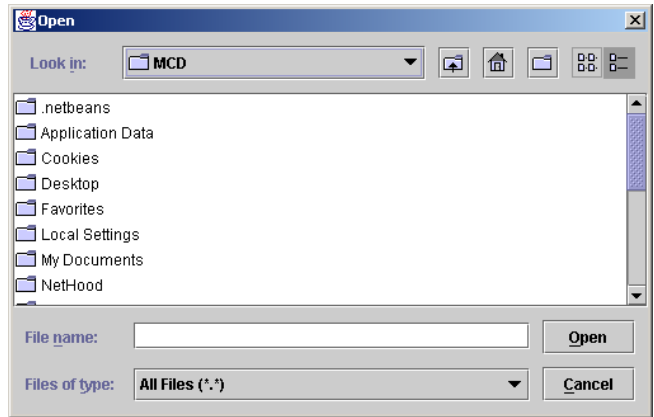 Open
Look in: MCD
.netbeans
Application Data
Cookies
Desktop
Favorites
Local Settings
My Documents
NetHood
File name: Open
Files of type: All Files (*.*) Cancel